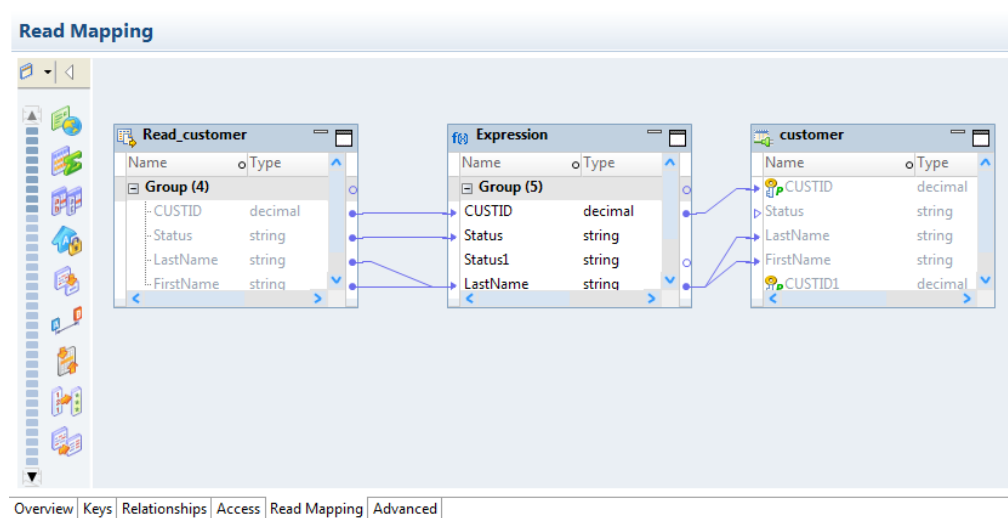 Read Mapping
Read_customer
Name Type
Group (4)
CUSTID decimal
Status string
LastName string
FirstName string
Expression
Name Type
Group (5)
CUSTID decimal
Status string
Status1 string
LastName string
customer
Name Type
CUSTID decimal
Status string
LastName string
FirstName string
CUSTID1 decimal
Overview Keys Relationships Access Read Mapping Advanced